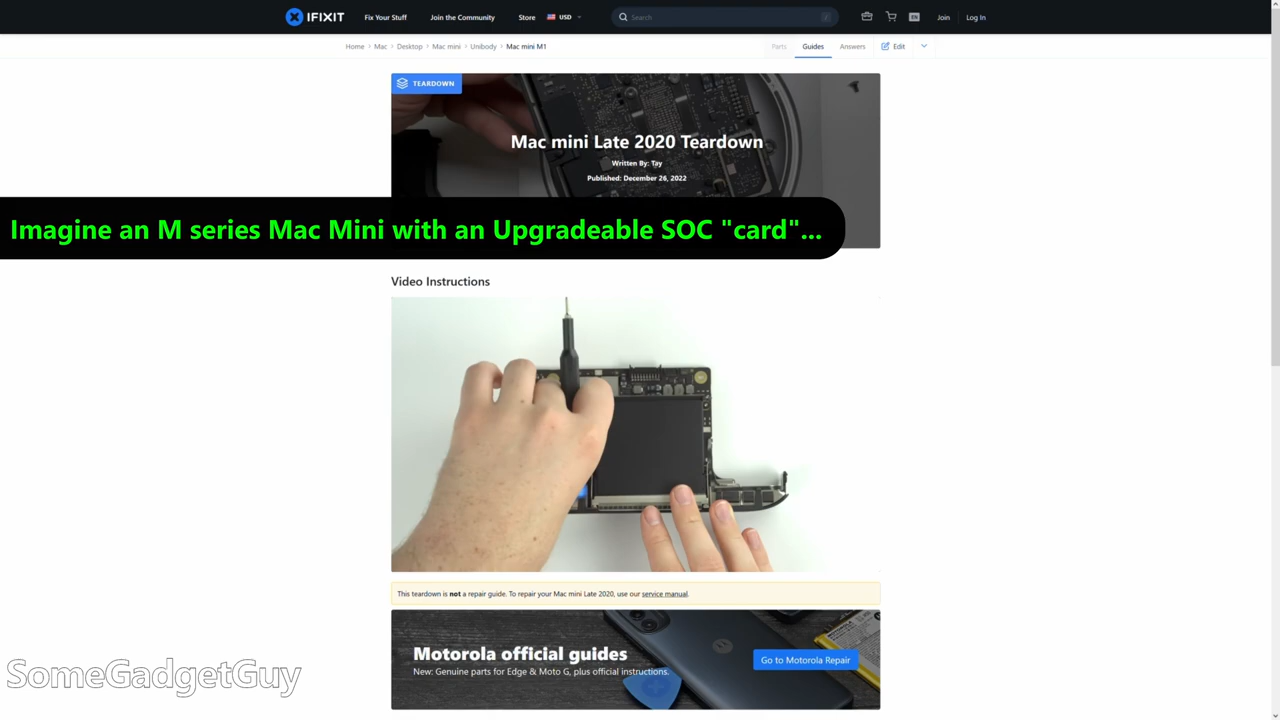 IFIXIT
Fix Your Stuff
Join the Community
Store
USD
Search
/
EN
Join
Log In
Home > Mac > Desktop > Mac mini > Unibody > Mac mini M1
Parts
Guides
Answers
Edit
TEARDOWN
Mac mini Late 2020 Teardown
Written By: Tay
Published: December 26, 2022
Imagine an M series Mac Mini with an Upgradeable SOC "card"...
Video Instructions
This teardown is not a repair guide. To repair your Mac mini Late 2020, use our service manual.
Motorola official guides
New: Genuine parts for Edge & Moto G, plus official instructions.
Go to Motorola Repair
SomeGadgetGuy